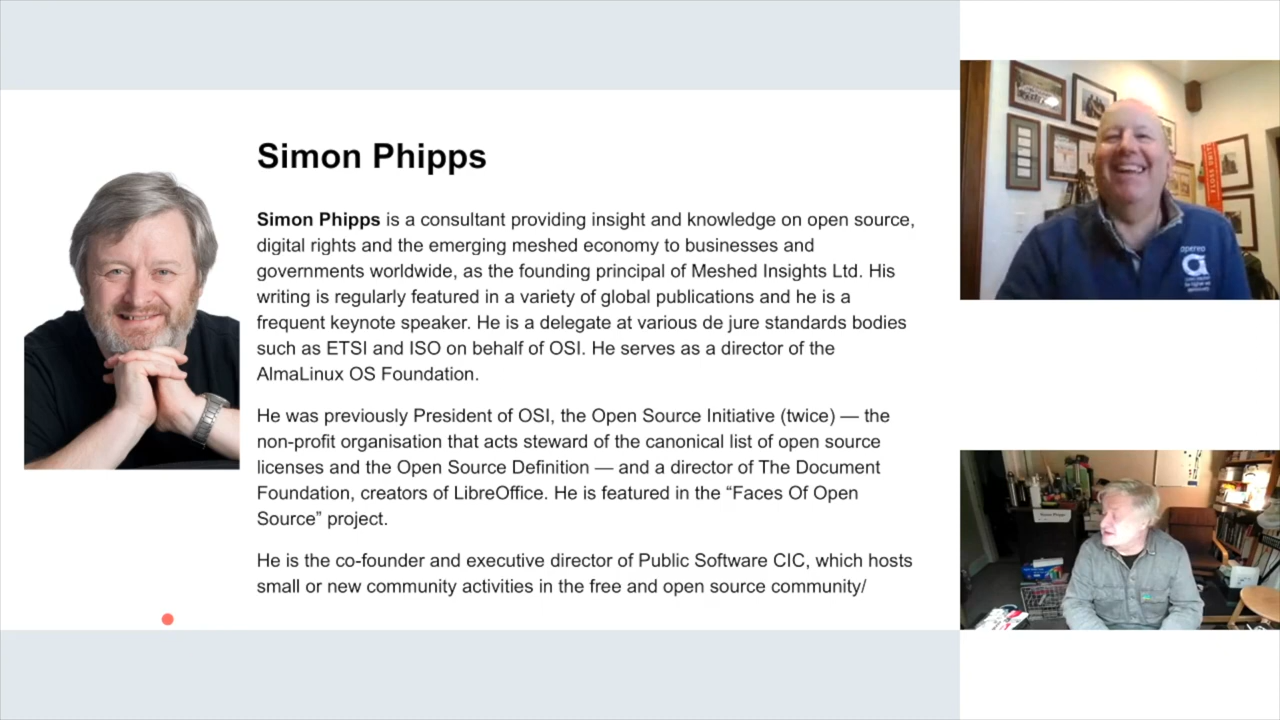 Simon Phipps
Simon Phipps is a consultant providing insight and knowledge on open source,
digital rights and the emerging meshed economy to businesses and
governments worldwide, as the founding principal of Meshed Insights Ltd. His
writing is regularly featured in a variety of global publications and he is a
frequent keynote speaker. He is a delegate at various de jure standards bodies
such as ETSI and ISO on behalf of OSI. He serves as a director of the
AlmaLinux OS Foundation.
He was previously President of OSI, the Open Source Initiative (twice) — the
non-profit organisation that acts steward of the canonical list of open source
licenses and the Open Source Definition — and a director of The Document
Foundation, creators of LibreOffice. He is featured in the “Faces Of Open
Source” project.
He is the co-founder and executive director of Public Software CIC, which hosts
small or new community activities in the free and open source community/
FLOSS UNITE
apereo
Simon Phipps